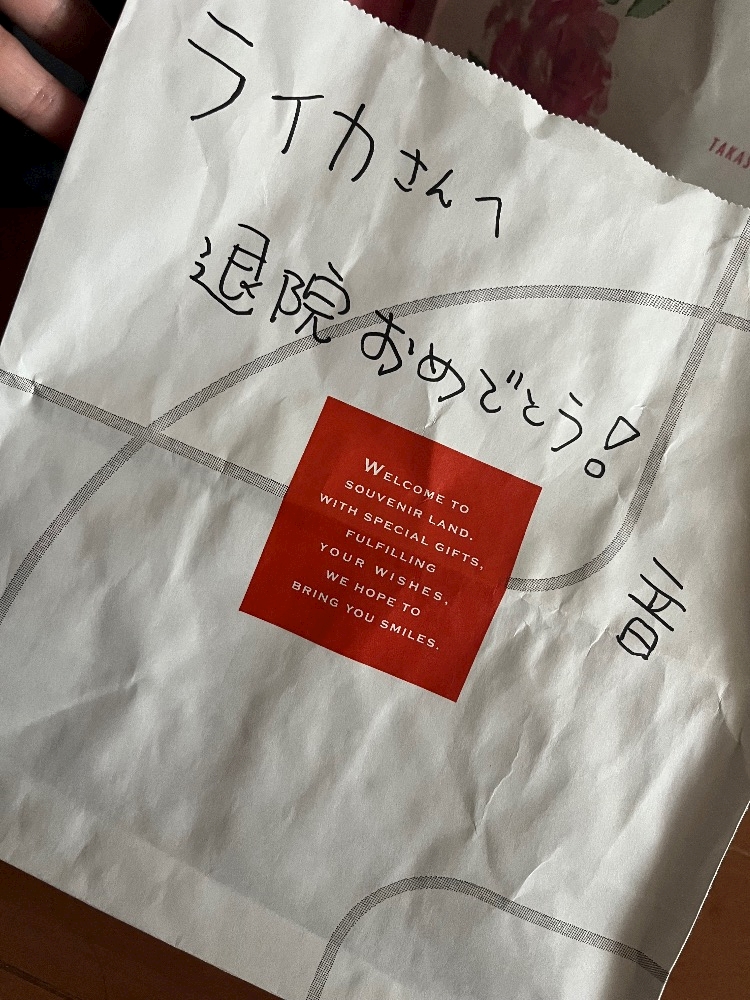 ライカさんへ
退院おめでとう!
音
WELCOME TO
SOUVENIR LAND.
WITH SPECIAL GIFTS,
FULFILLING
YOUR WISHES,
WE HOPE TO
BRING YOU SMILES.